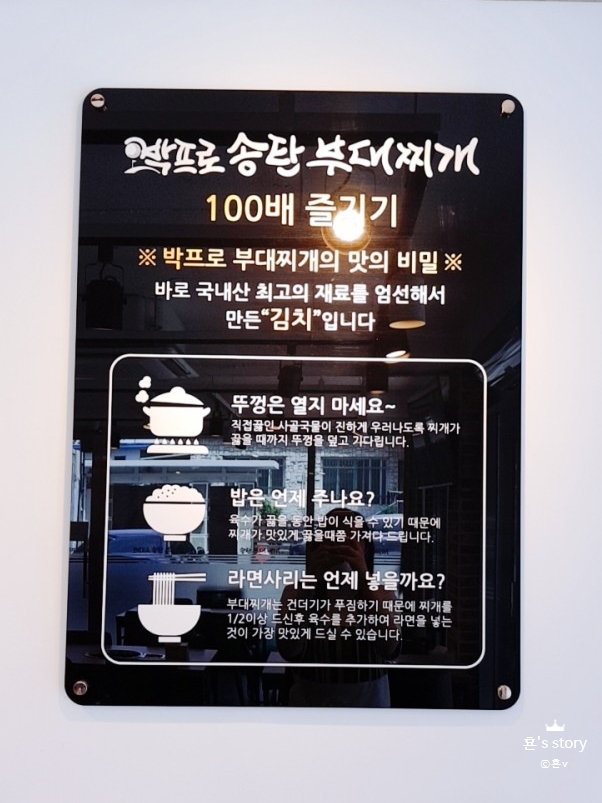 박프로 송탄 부대찌개
100배 즐기기
※ 박프로 부대찌개의 맛의 비밀 ※
바로 국내산 최고의 재료를 엄선해서
만든“김치”입니다
뚜껑은 열지 마세요~
직접끓인 사골국물이 진하게 우러나도록 찌개가
끓을 때까지 뚜껑을 덮고 기다립니다.
밥은 언제 주나요?
육수가 끓을 동안 밥이 식을 수 있기 때문에
찌개가 맛있게 끓을때쯤 가져다 드립니다.
라면사리는 언제 넣을까요?
부대찌개는 건더기가 푸짐하기 때문에 찌개를
1/2이상 드신후 육수를 추가하여 라면을 넣는
것이 가장 맛있게 드실 수 있습니다.
횬's story
©횬v